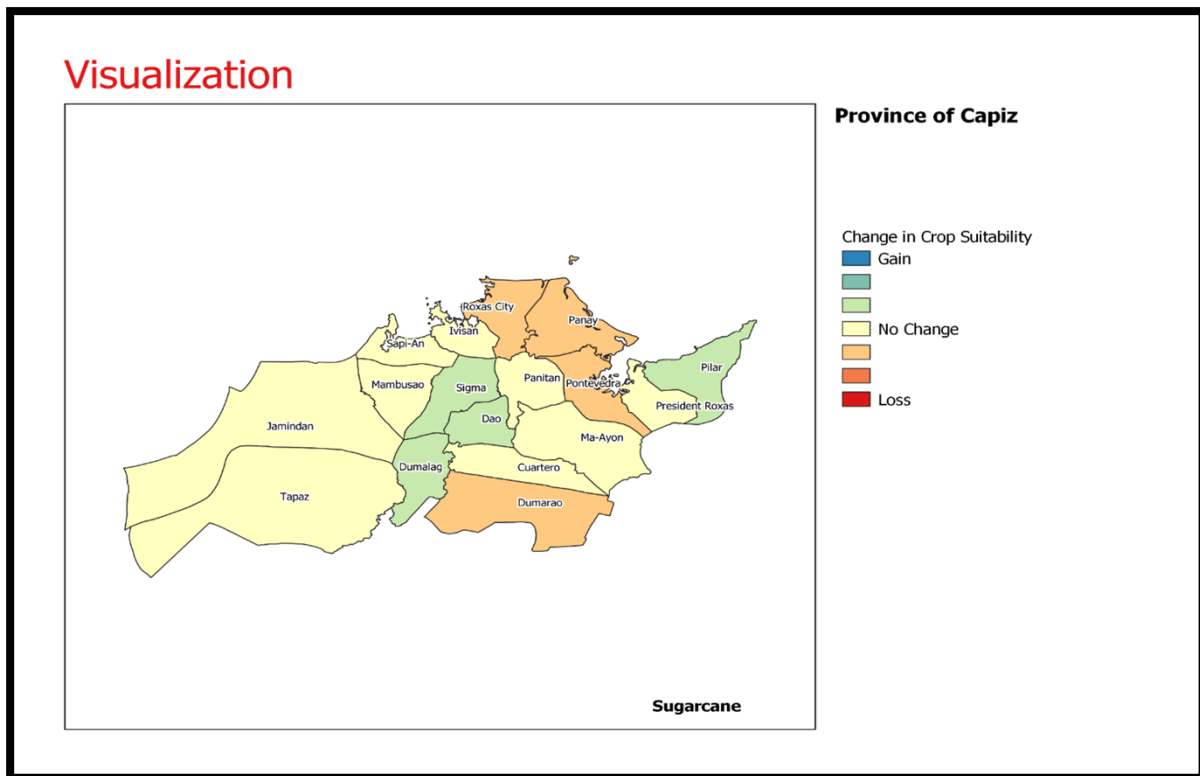 Visualization
Province of Capiz
Change in Crop Suitability
Gain
No Change
Loss
Roxas City
Panay
Ivisan
Sapi-An
Pilar
Mambusao
Sigma
Panitan
Pontevedra
President Roxas
Dao
Jamindan
Ma-Ayon
Dumalag
Cuartero
Tapaz
Dumarao
Sugarcane